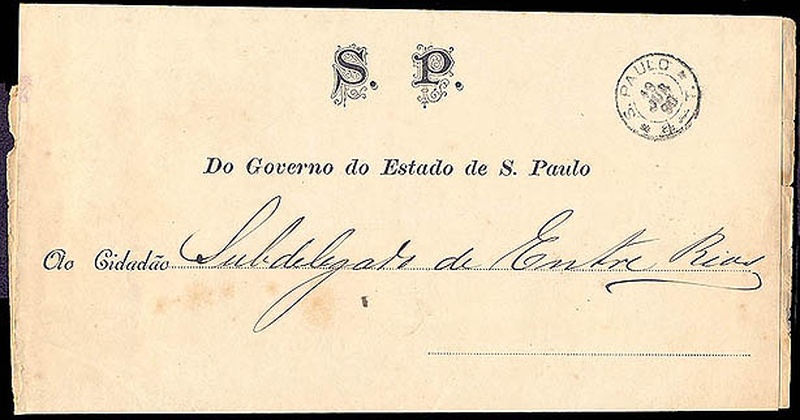 S. P.
S. PAULO
Do Governo do Estado de S. Paulo
Ao Cidadão Subdelegado de Entre Rios